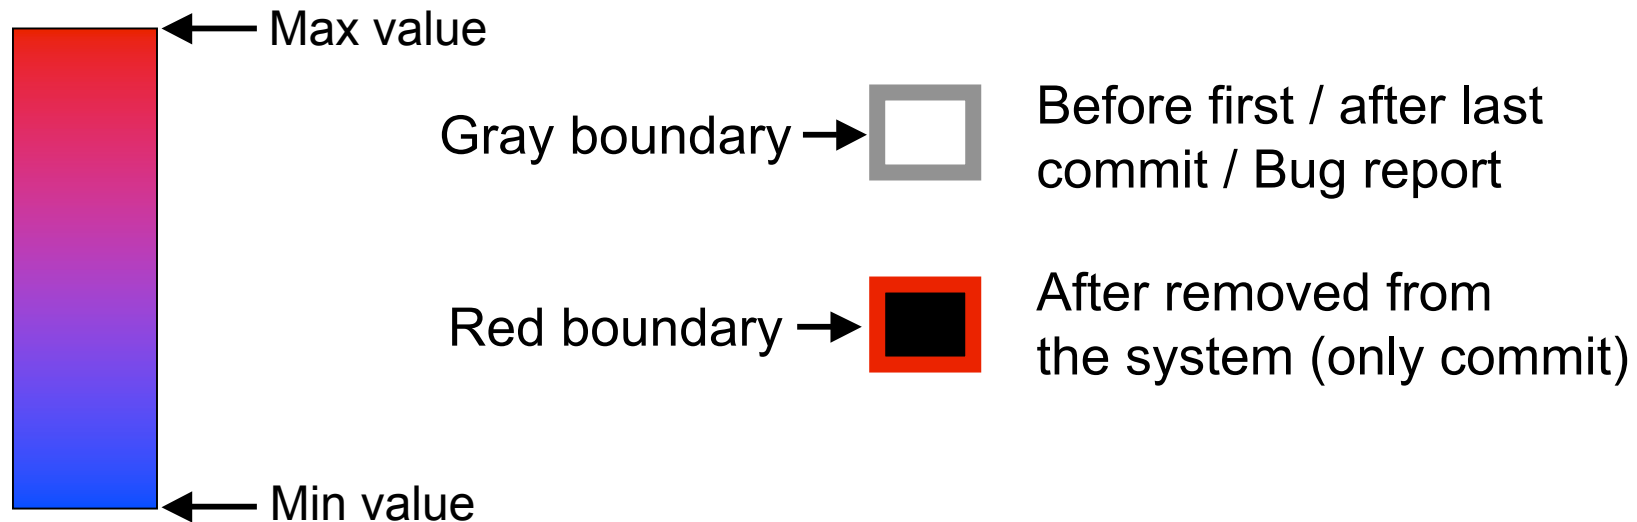 Max value
Gray boundary
Before first / after last
commit / Bug report
Red boundary
After removed from
the system (only commit)
Min value